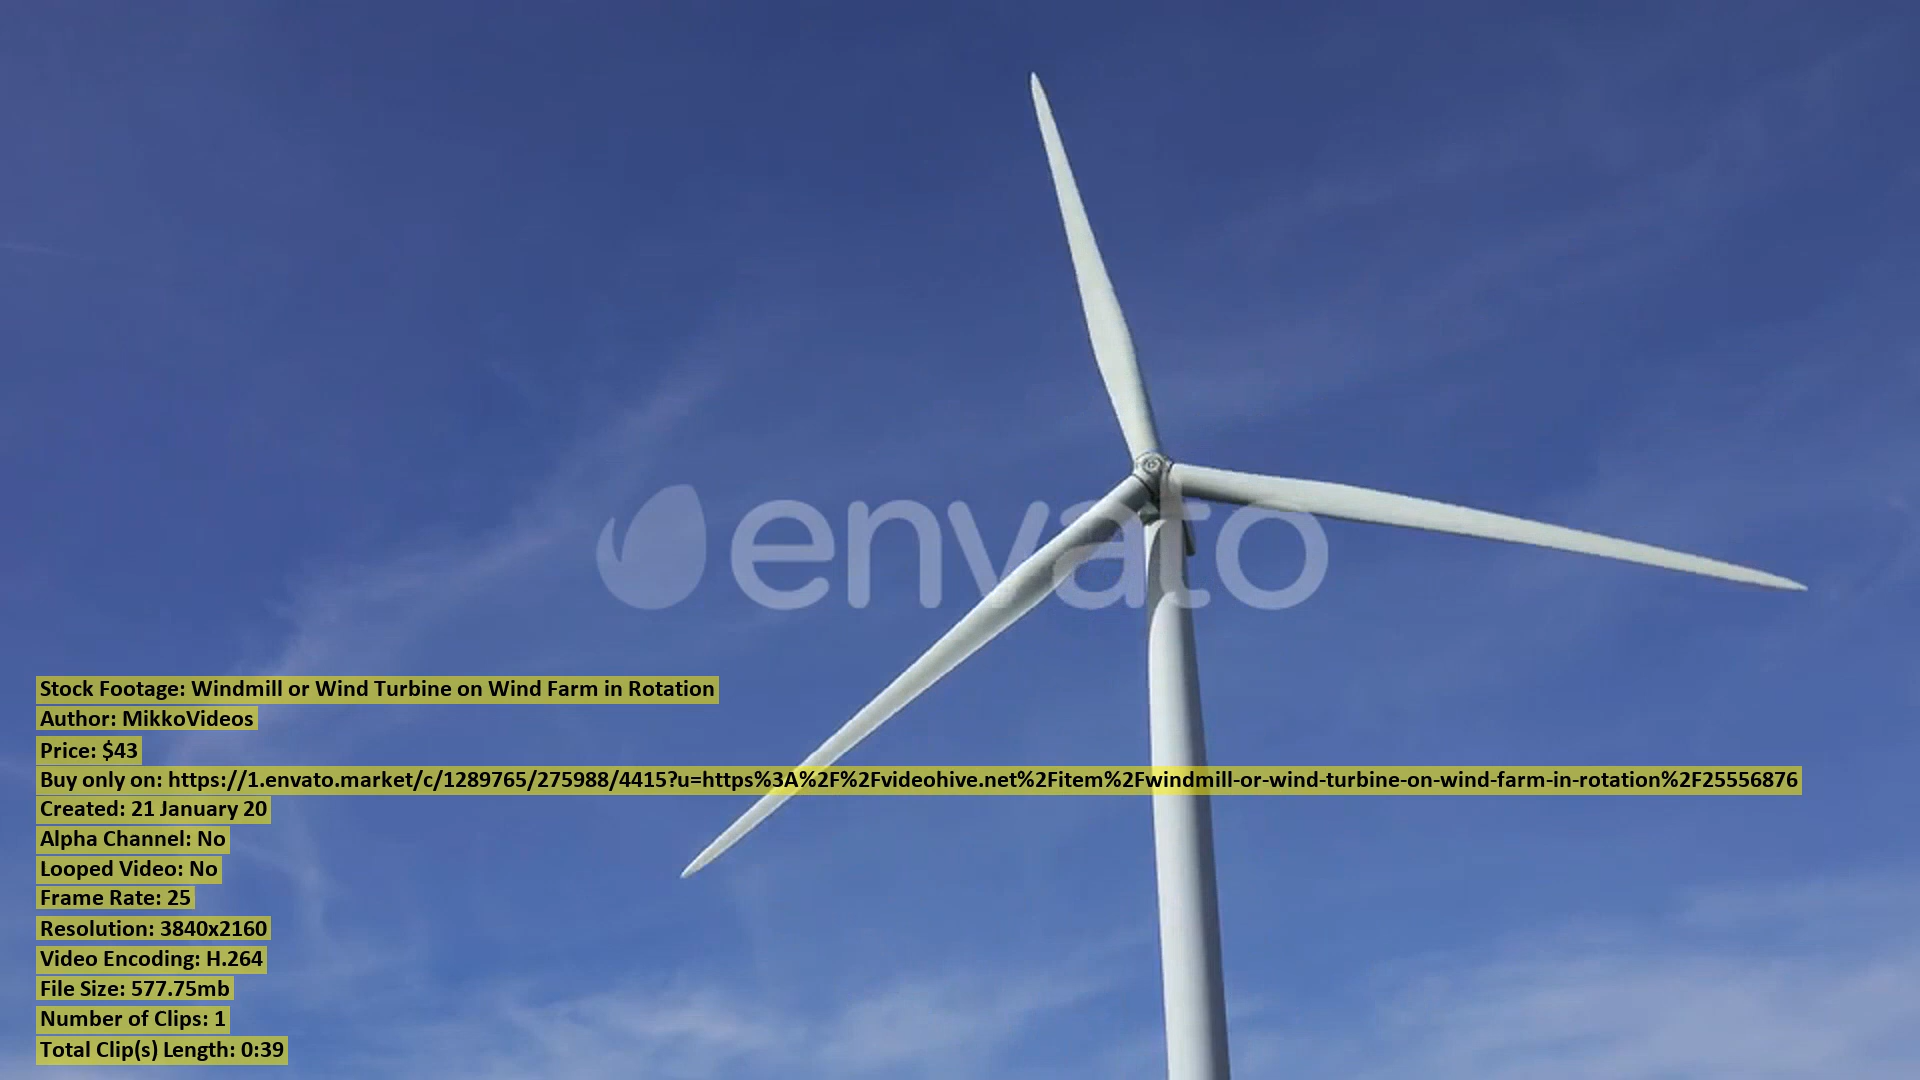 envato
Stock Footage: Windmill or Wind Turbine on Wind Farm in Rotation
Author: MikkoVideos
Price: $43
Buy only on: https://1.envato.market/c/1289765/275988/4415?u=https%3A%2F%2Fvideohive.net%2Fitem%2Fwindmill-or-wind-turbine-on-wind-farm-in-rotation%2F25556876
Created: 21 January 20
Alpha Channel: No
Looped Video: No
Frame Rate: 25
Resolution: 3840x2160
Video Encoding: H.264
File Size: 577.75mb
Number of Clips: 1
Total Clip(s) Length: 0:39